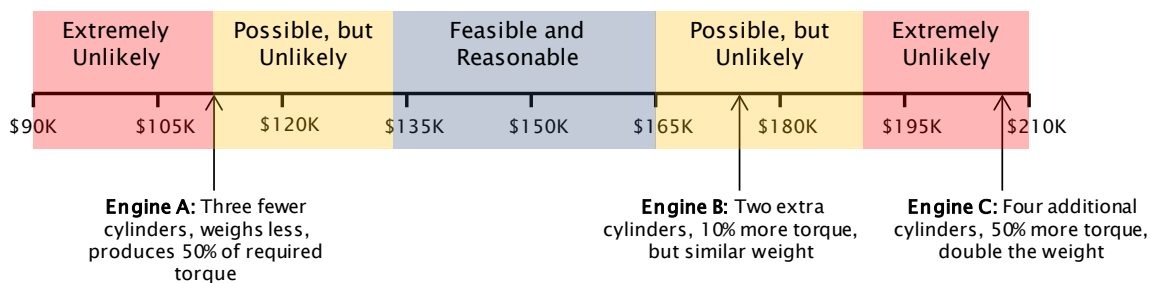 Extremely
Unlikely
Possible, but
Unlikely
Feasible and
Reasonable
Possible, but
Unlikely
Extremely
Unlikely
$90K
$105K
$120K
$135K
$150K
$165K
$180K
$195K
$210K
Engine A: Three fewer
cylinders, weighs less,
produces 50% of required
torque
Engine B: Two extra
cylinders, 10% more torque,
but similar weight
Engine C: Four additional
cylinders, 50% more torque,
double the weight